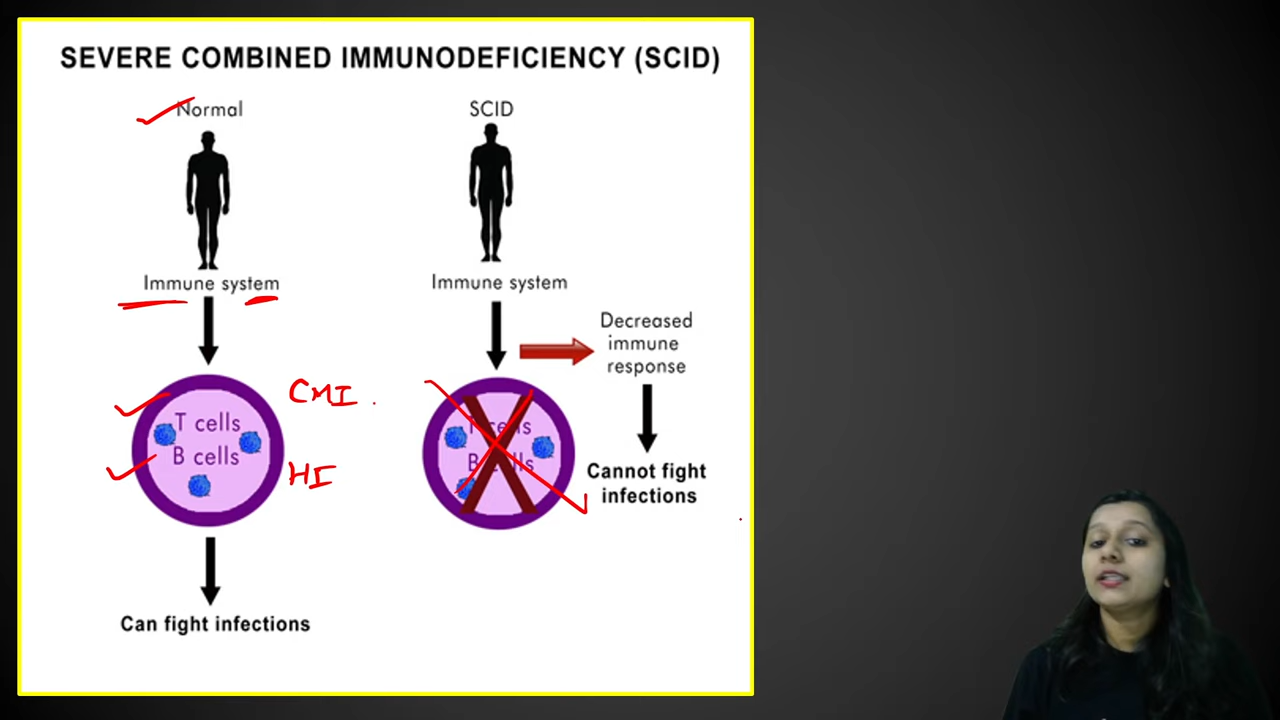 SEVERE COMBINED IMMUNODEFICIENCY (SCID)
Normal
Immune system
T cells
B cells
CMI
HI
Can fight infections
SCID
Immune system
T cells
B cells
Decreased
immune
response
Cannot fight
infections